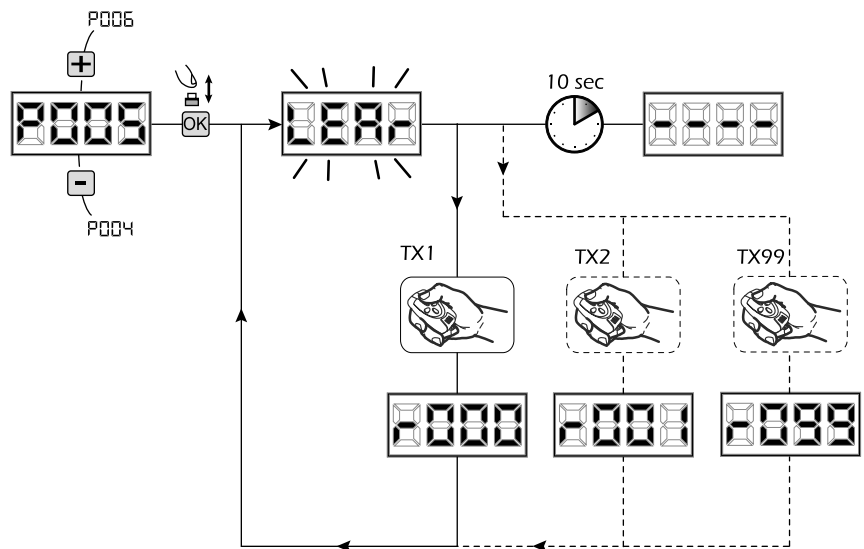 P006
+
P005
OK
-
P004
LEAr
10 sec
----
TX1
TX2
TX99
r000
r001
r099